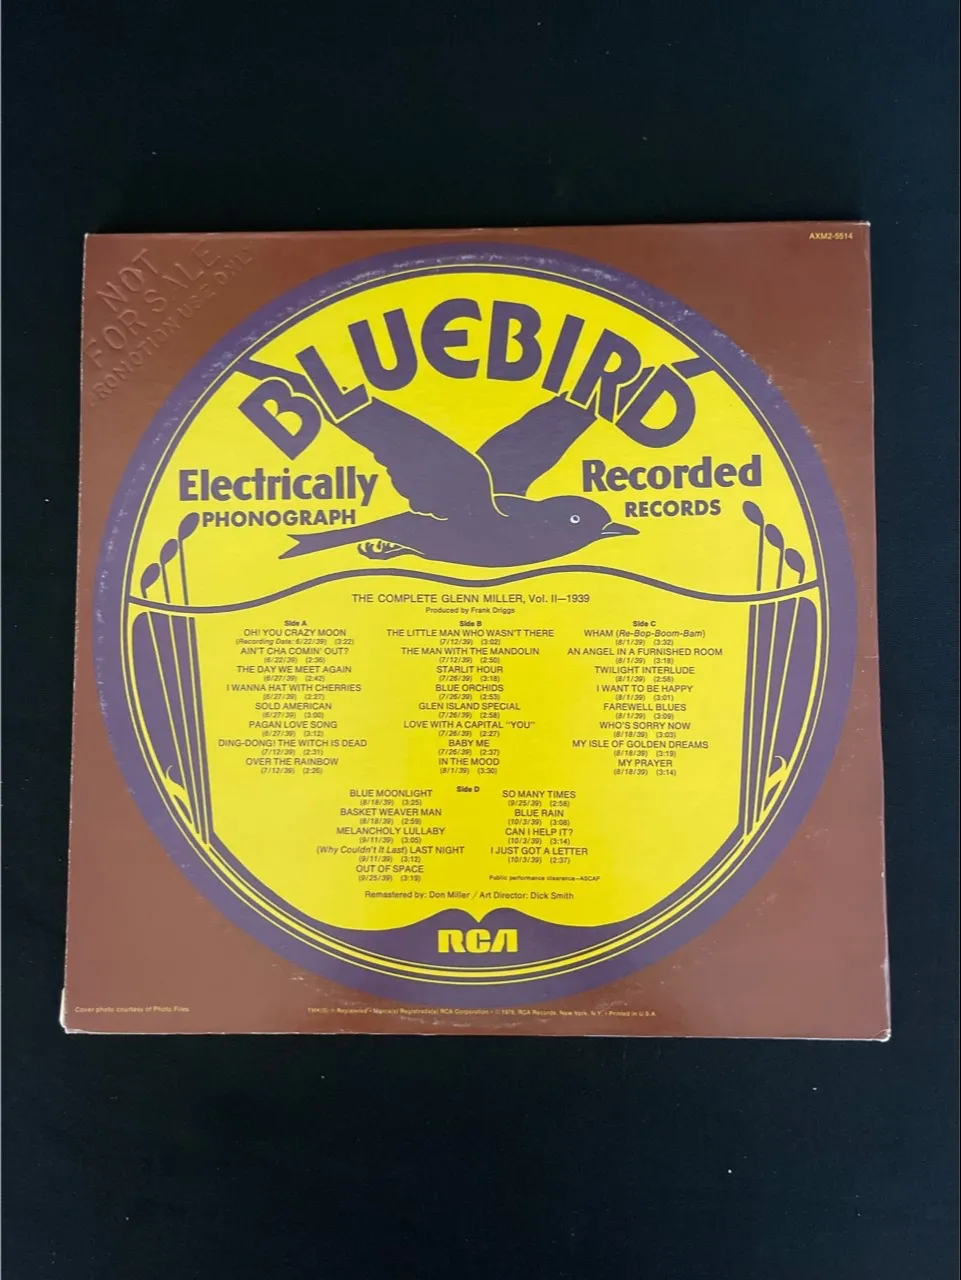 AXM2-5514
NOT
FOR SALE
PROMOTION USE ONLY
BLUEBIRD
Electrically
PHONOGRAPH
Recorded
RECORDS
THE COMPLETE GLENN MILLER, Vol. II—1939
Produced by Frank Driggs
Side A
OH! YOU CRAZY MOON
(Recording Date: 6/22/39) (3:22)
AIN'T CHA COMIN' OUT?
(6/22/39) (2:36)
THE DAY WE MEET AGAIN
(6/27/39) (2:42)
I WANNA HAT WITH CHERRIES
(6/27/39) (2:27)
SOLD AMERICAN
(6/27/39) (3:00)
PAGAN LOVE SONG
(6/27/39) (3:12)
DING-DONG! THE WITCH IS DEAD
(7/12/39) (2:31)
OVER THE RAINBOW
(7/12/39) (2:26)
Side B
THE LITTLE MAN WHO WASN'T THERE
(7/12/39) (3:02)
THE MAN WITH THE MANDOLIN
(7/12/39) (2:50)
STARLIT HOUR
(7/26/39) (3:18)
BLUE ORCHIDS
(7/26/39) (2:53)
GLEN ISLAND SPECIAL
(7/26/39) (2:58)
LOVE WITH A CAPITAL "YOU"
(7/26/39) (2:27)
BABY ME
(7/26/39) (2:37)
IN THE MOOD
(8/1/39) (3:30)
Side C
WHAM (Re-Bop-Boom-Bam)
(8/1/39) (3:32)
AN ANGEL IN A FURNISHED ROOM
(8/1/39) (3:18)
TWILIGHT INTERLUDE
(8/1/39) (2:58)
I WANT TO BE HAPPY
(8/1/39) (3:01)
FAREWELL BLUES
(8/1/39) (3:09)
WHO'S SORRY NOW
(8/18/39) (3:03)
MY ISLE OF GOLDEN DREAMS
(8/18/39) (3:19)
MY PRAYER
(8/18/39) (3:14)
Side D
BLUE MOONLIGHT
(8/18/39) (3:25)
BASKET WEAVER MAN
(8/18/39) (2:59)
MELANCHOLY LULLABY
(9/11/39) (3:05)
(Why Couldn't It Last) LAST NIGHT
(9/11/39) (3:12)
OUT OF SPACE
(9/25/39) (3:19)
SO MANY TIMES
(9/25/39) (2:58)
BLUE RAIN
(10/3/39) (3:08)
CAN I HELP IT?
(10/3/39) (3:14)
I JUST GOT A LETTER
(10/3/39) (2:37)
Public performance clearance—ASCAP
Remastered by: Don Miller / Art Director: Dick Smith
RCA
Cover photo courtesy of Photo Files
TMK(S) ® Registered • Marca(s) Registrada(s) RCA Corporation • © 1976, RCA Records, New York, N.Y. • Printed in U.S.A.